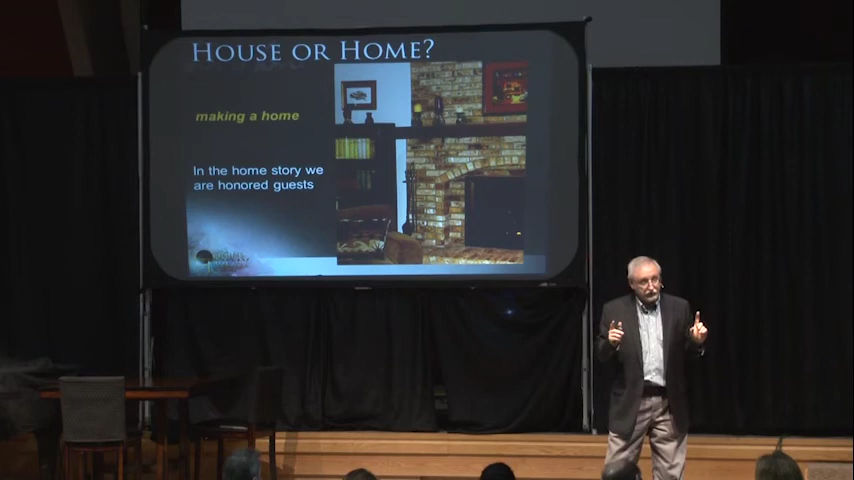 HOUSE OR HOME?
making a home
In the home story we
are honored guests